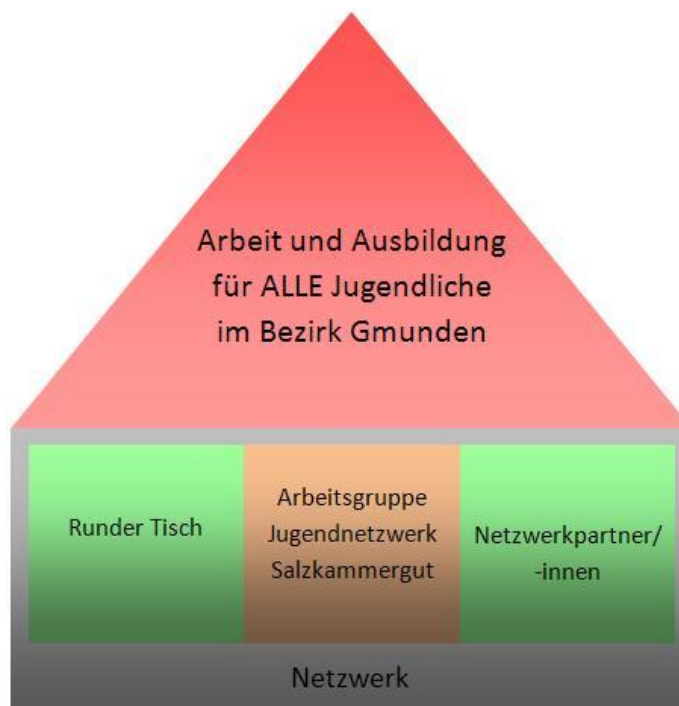 Arbeit und Ausbildung
für ALLE Jugendliche
im Bezirk Gmunden
Runder Tisch
Arbeitsgruppe
Jugendnetzwerk
Salzkammergut
Netzwerkpartner/
-innen
Netzwerk